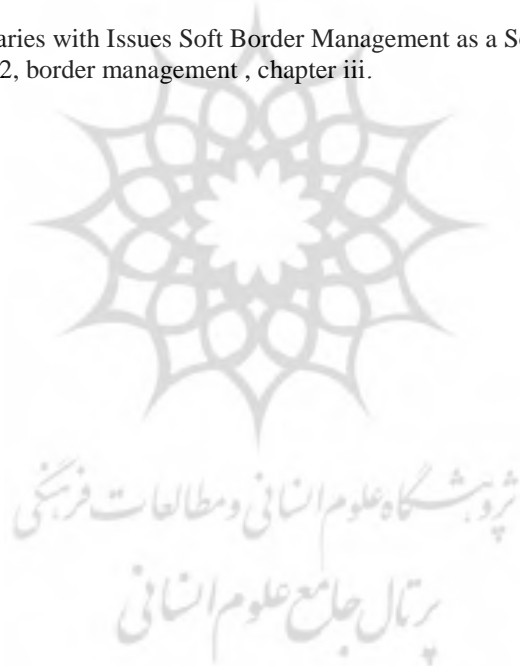 aries with Issues Soft Border Management as a S
2, border management , chapter iii.
پژوهشگاه علوم انسانی و مطالعات فرهنگی
پرتال جامع علوم انسانی